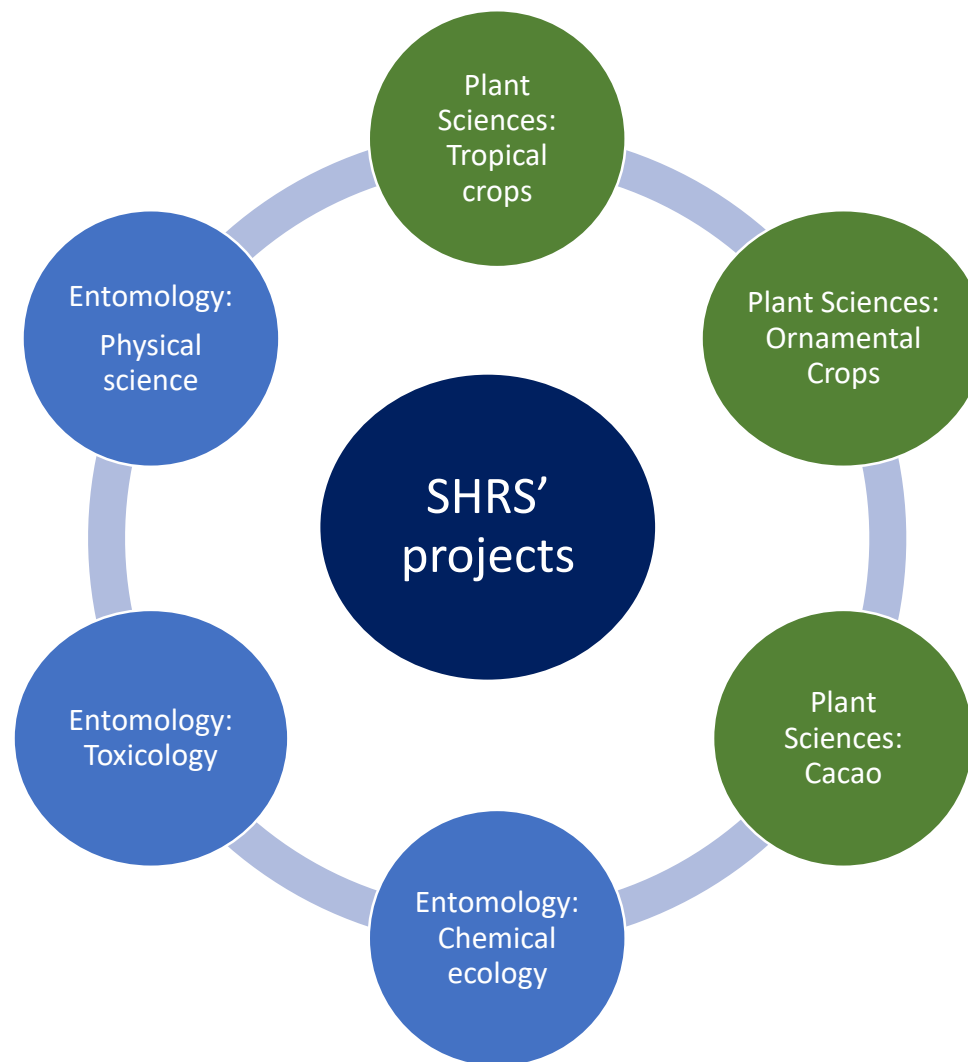 Plant
Sciences:
Tropical
crops
Plant Sciences:
Ornamental
Crops
Plant
Sciences:
Cacao
Entomology:
Chemical
ecology
Entomology:
Toxicology
Entomology:
Physical
science
SHRS’
projects